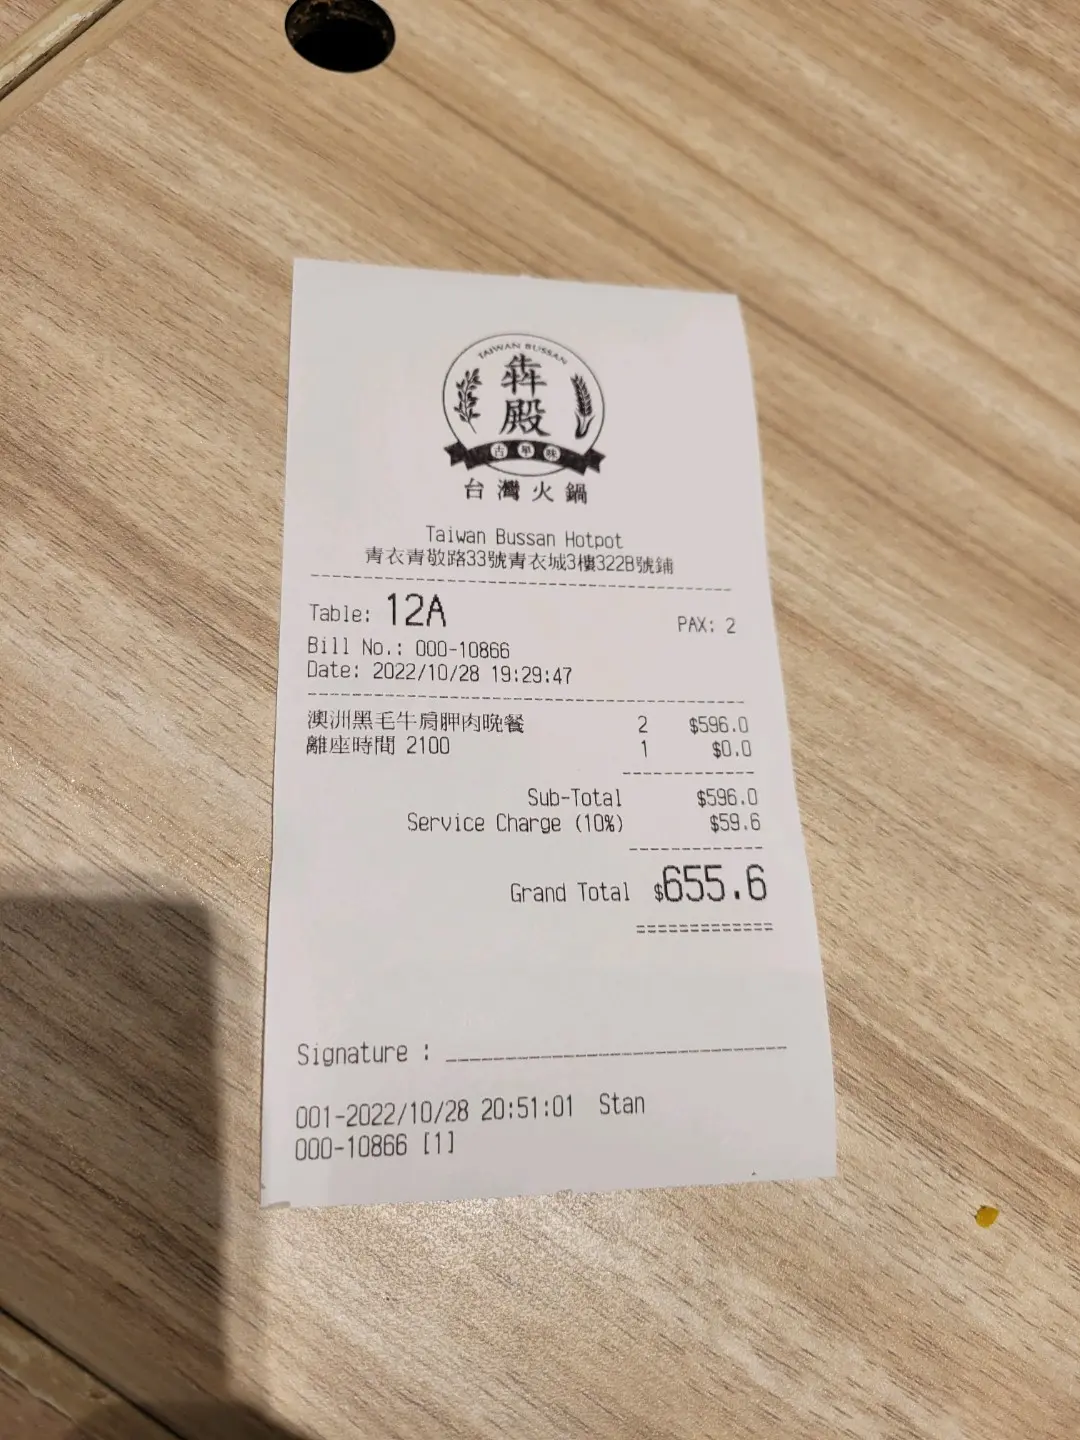 TAIWAN BUSSAN
犇
殿
古早味
台灣火鍋
Taiwan Bussan Hotpot
青衣青敬路33號青衣城3樓322B號鋪
Table: 12A PAX: 2
Bill No.: 000-10866
Date: 2022/10/28 19:29:47
澳洲黑毛牛肩胛肉晚餐 2 $596.0
離座時間 2100 1 $0.0
Sub-Total $596.0
Service Charge (10%) $59.6
Grand Total $655.6
Signature :
001-2022/10/28 20:51:01 Stan
000-10866 [1]